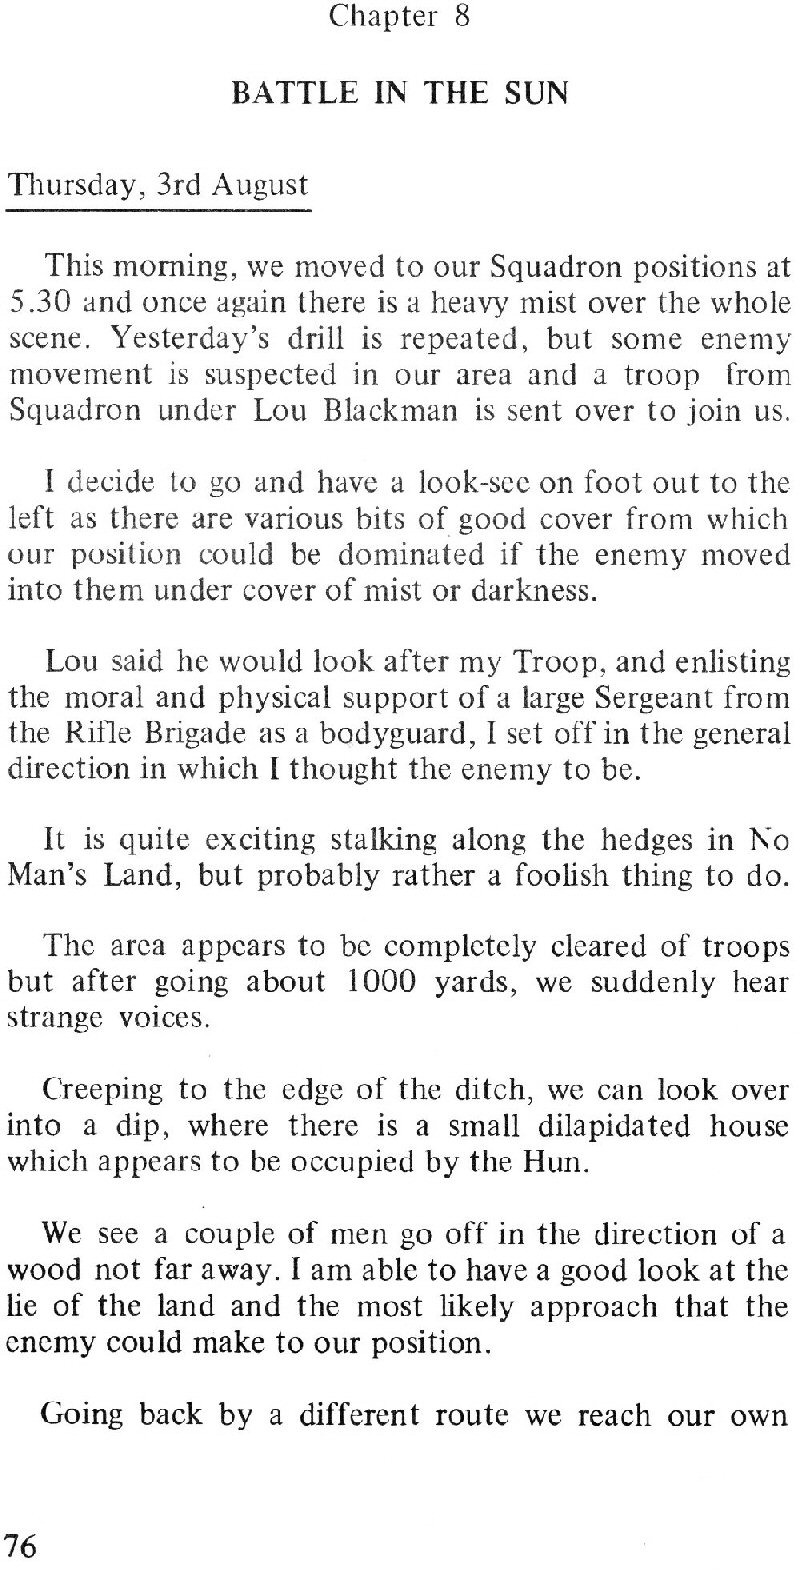 Chapter 8
BATTLE IN THE SUN
Thursday, 3rd August
This morning, we moved to our Squadron positions at
5.30 and once again there is a heavy mist over the whole
scene. Yesterday's drill is repeated, but some enemy
movement is suspected in our area and a troop from
Squadron under Lou Blackman is sent over to join us.
I decide to go and have a look-see on foot out to the
left as there are various bits of good cover from which
our position could be dominated if the enemy moved
into them under cover of mist or darkness.
Lou said he would look after my Troop, and enlisting
the moral and physical support of a large Sergeant from
the Rifle Brigade as a bodyguard, I set off in the general
direction in which I thought the enemy to be.
It is quite exciting stalking along the hedges in No
Man's Land, but probably rather a foolish thing to do.
The area appears to be completely cleared of troops
but after going about 1000 yards, we suddenly hear
strange voices.
Creeping to the edge of the ditch, we can look over
into a dip, where there is a small dilapidated house
which appears to be occupied by the Hun.
We see a couple of men go off in the direction of a
wood not far away. I am able to have a good look at the
lie of the land and the most likely approach that the
enemy could make to our position.
Going back by a different route we reach our own
76